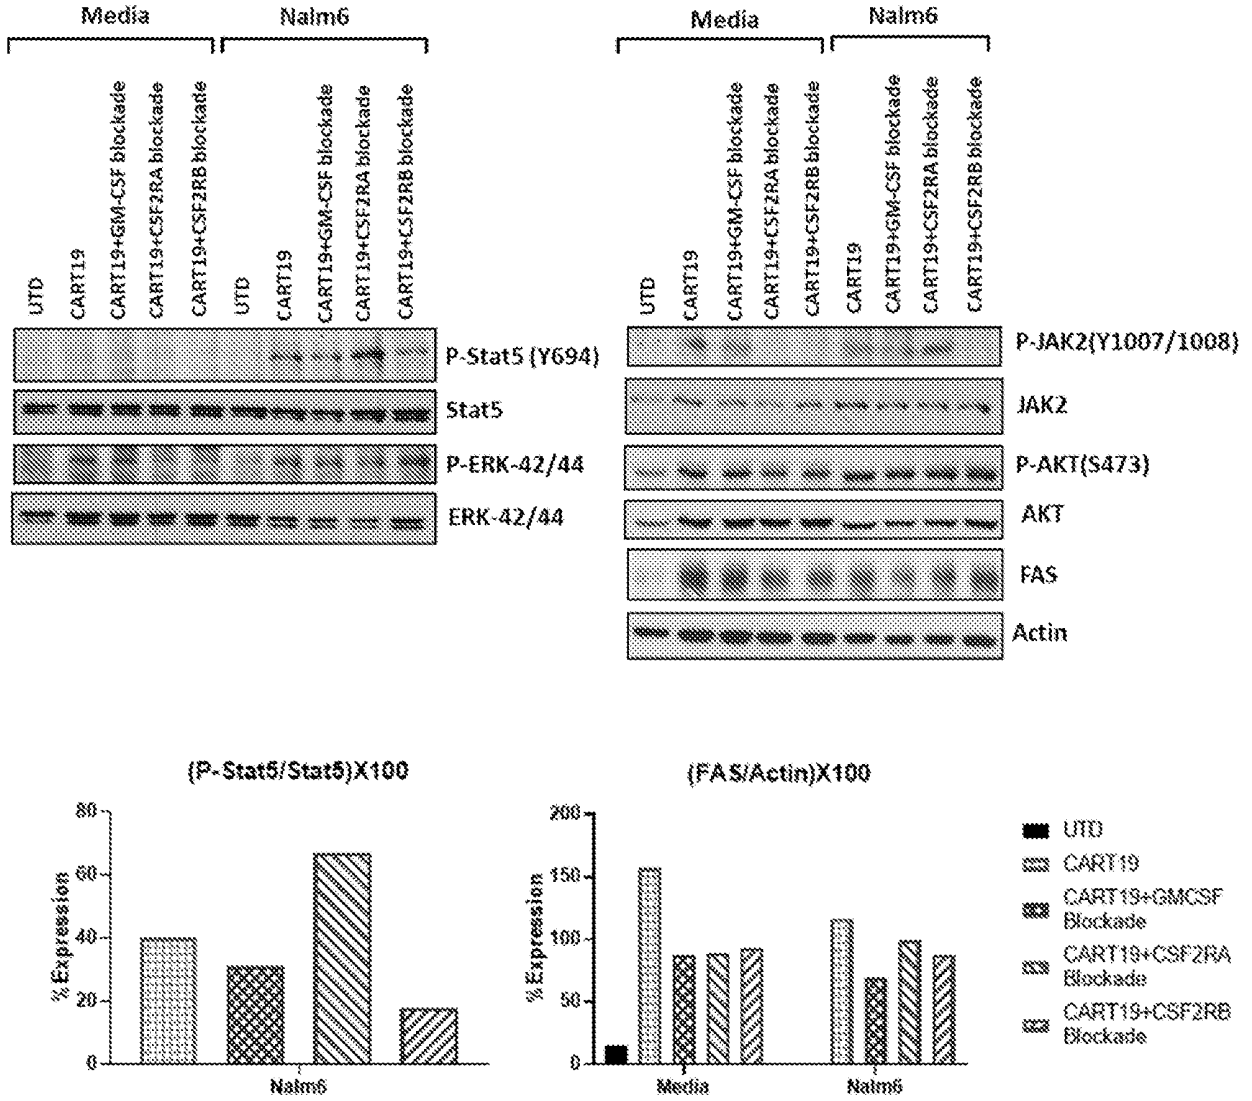 Media
Nalm6
UTD
CART19
CART19+GM-CSF blockade
CART19+CSF2RA blockade
CART19+CSF2RB blockade
UTD
CART19
CART19+GM-CSF blockade
CART19+CSF2RA blockade
CART19+CSF2RB blockade
P-Stat5 (Y694)
Stat5
P-ERK-42/44
ERK-42/44
Media
Nalm6
UTD
CART19
CART19+GM-CSF blockade
CART19+CSF2RA blockade
CART19+CSF2RB blockade
CART19
CART19+GM-CSF blockade
CART19+CSF2RA blockade
CART19+CSF2RB blockade
P-JAK2(Y1007/1008)
JAK2
P-AKT(S473)
AKT
FAS
Actin
(P-Stat5/Stat5)X100
% Expression
80
60
40
20
0
Nalm6
(FAS/Actin)X100
% Expression
200
150
100
50
0
Media
Nalm6
UTD
CART19
CART19+GMCSF
Blockade
CART19+CSF2RA
Blockade
CART19+CSF2RB
Blockade